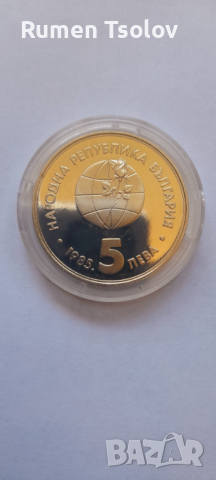 Rumen Tsolov
НАРОДНА РЕПУБЛИКА БЪЛГАРИЯ
• 1985. 5 ЛЕВА •
BAZAR